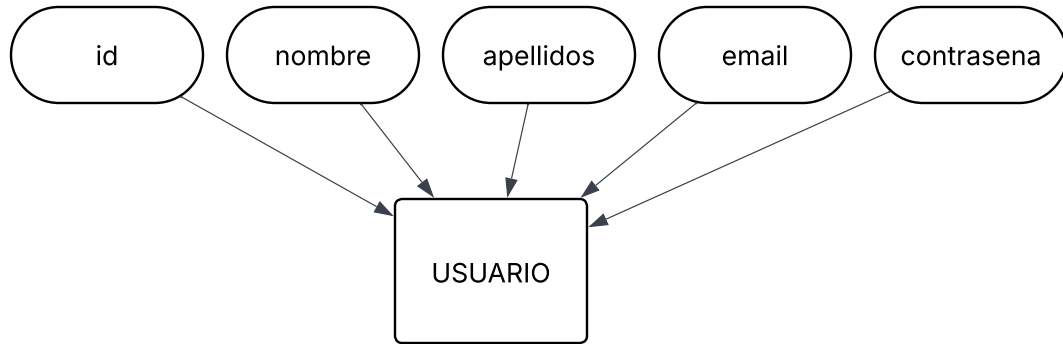 id
nombre
apellidos
email
contrasena
USUARIO